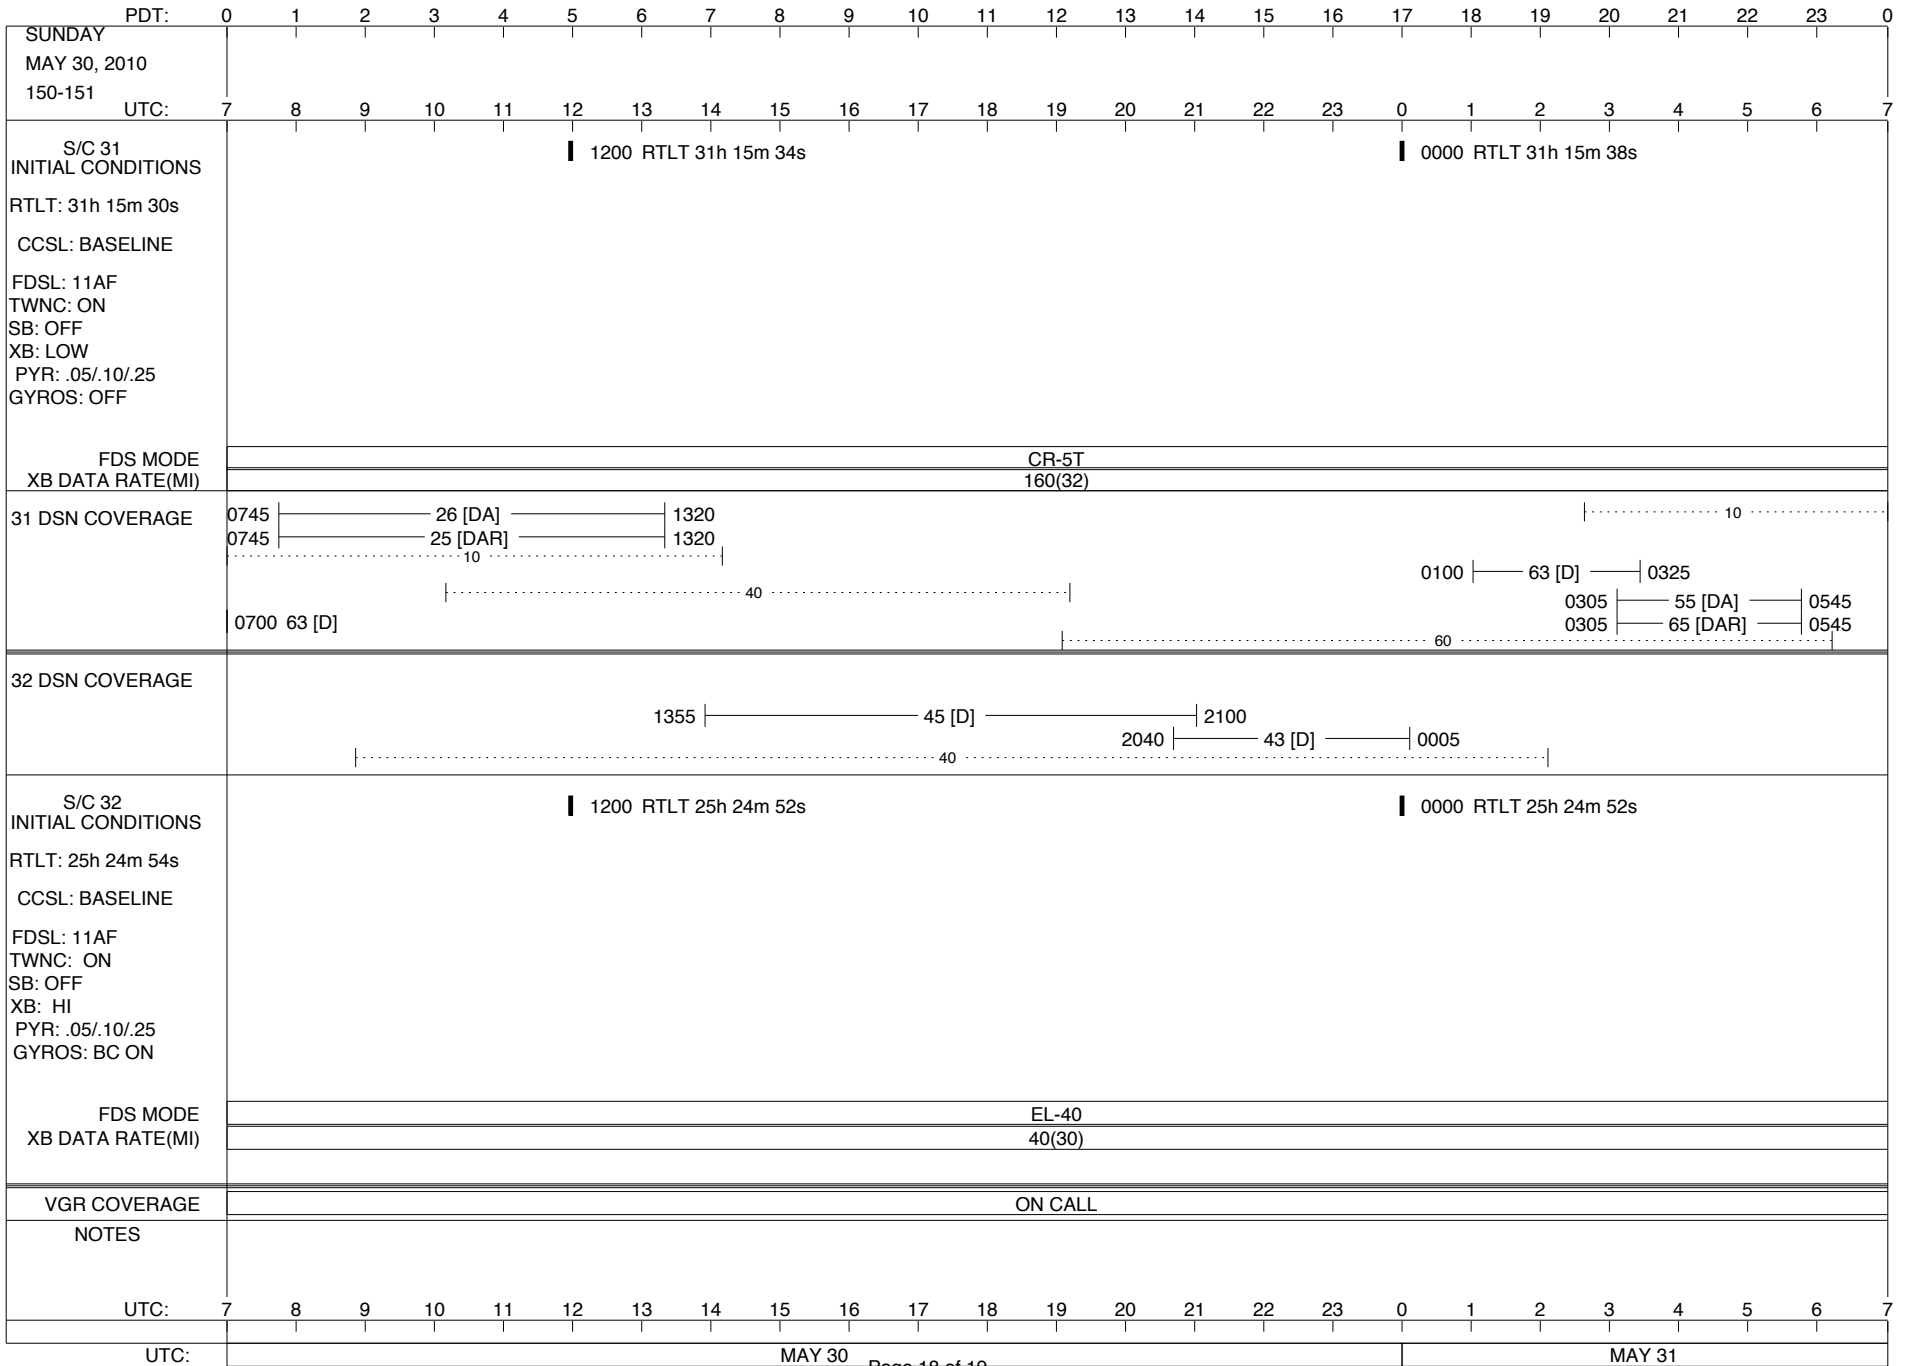 PDT: 0 1 2 3 4 5 6 7 8 9 10 11 12 13 14 15 16 17 18 19 20 21 22 23 0
SUNDAY
MAY 30, 2010
150-151
UTC: 7 8 9 10 11 12 13 14 15 16 17 18 19 20 21 22 23 0 1 2 3 4 5 6 7
S/C 31
INITIAL CONDITIONS
1200 RTLT 31h 15m 34s
0000 RTLT 31h 15m 38s
RTLT: 31h 15m 30s
CCSL: BASELINE
FDSL: 11AF
TWNC: ON
SB: OFF
XB: LOW
PYR: .05/.10/.25
GYROS: OFF
FDS MODE CR-5T
XB DATA RATE(MI) 160(32)
31 DSN COVERAGE
0745 26 [DA] 1320
10
0745 25 [DAR] 1320
10
0100 63 [D] 0325
40
0305 55 [DA] 0545
0700 63 [D]
0305 65 [DAR] 0545
60
32 DSN COVERAGE
1355 45 [D] 2100
2040 43 [D] 0005
40
S/C 32
INITIAL CONDITIONS
1200 RTLT 25h 24m 52s
0000 RTLT 25h 24m 52s
RTLT: 25h 24m 54s
CCSL: BASELINE
FDSL: 11AF
TWNC: ON
SB: OFF
XB: HI
PYR: .05/.10/.25
GYROS: BC ON
FDS MODE EL-40
XB DATA RATE(MI) 40(30)
VGR COVERAGE ON CALL
NOTES
UTC: 7 8 9 10 11 12 13 14 15 16 17 18 19 20 21 22 23 0 1 2 3 4 5 6 7
UTC: MAY 30 MAY 31
Page 18 of 19